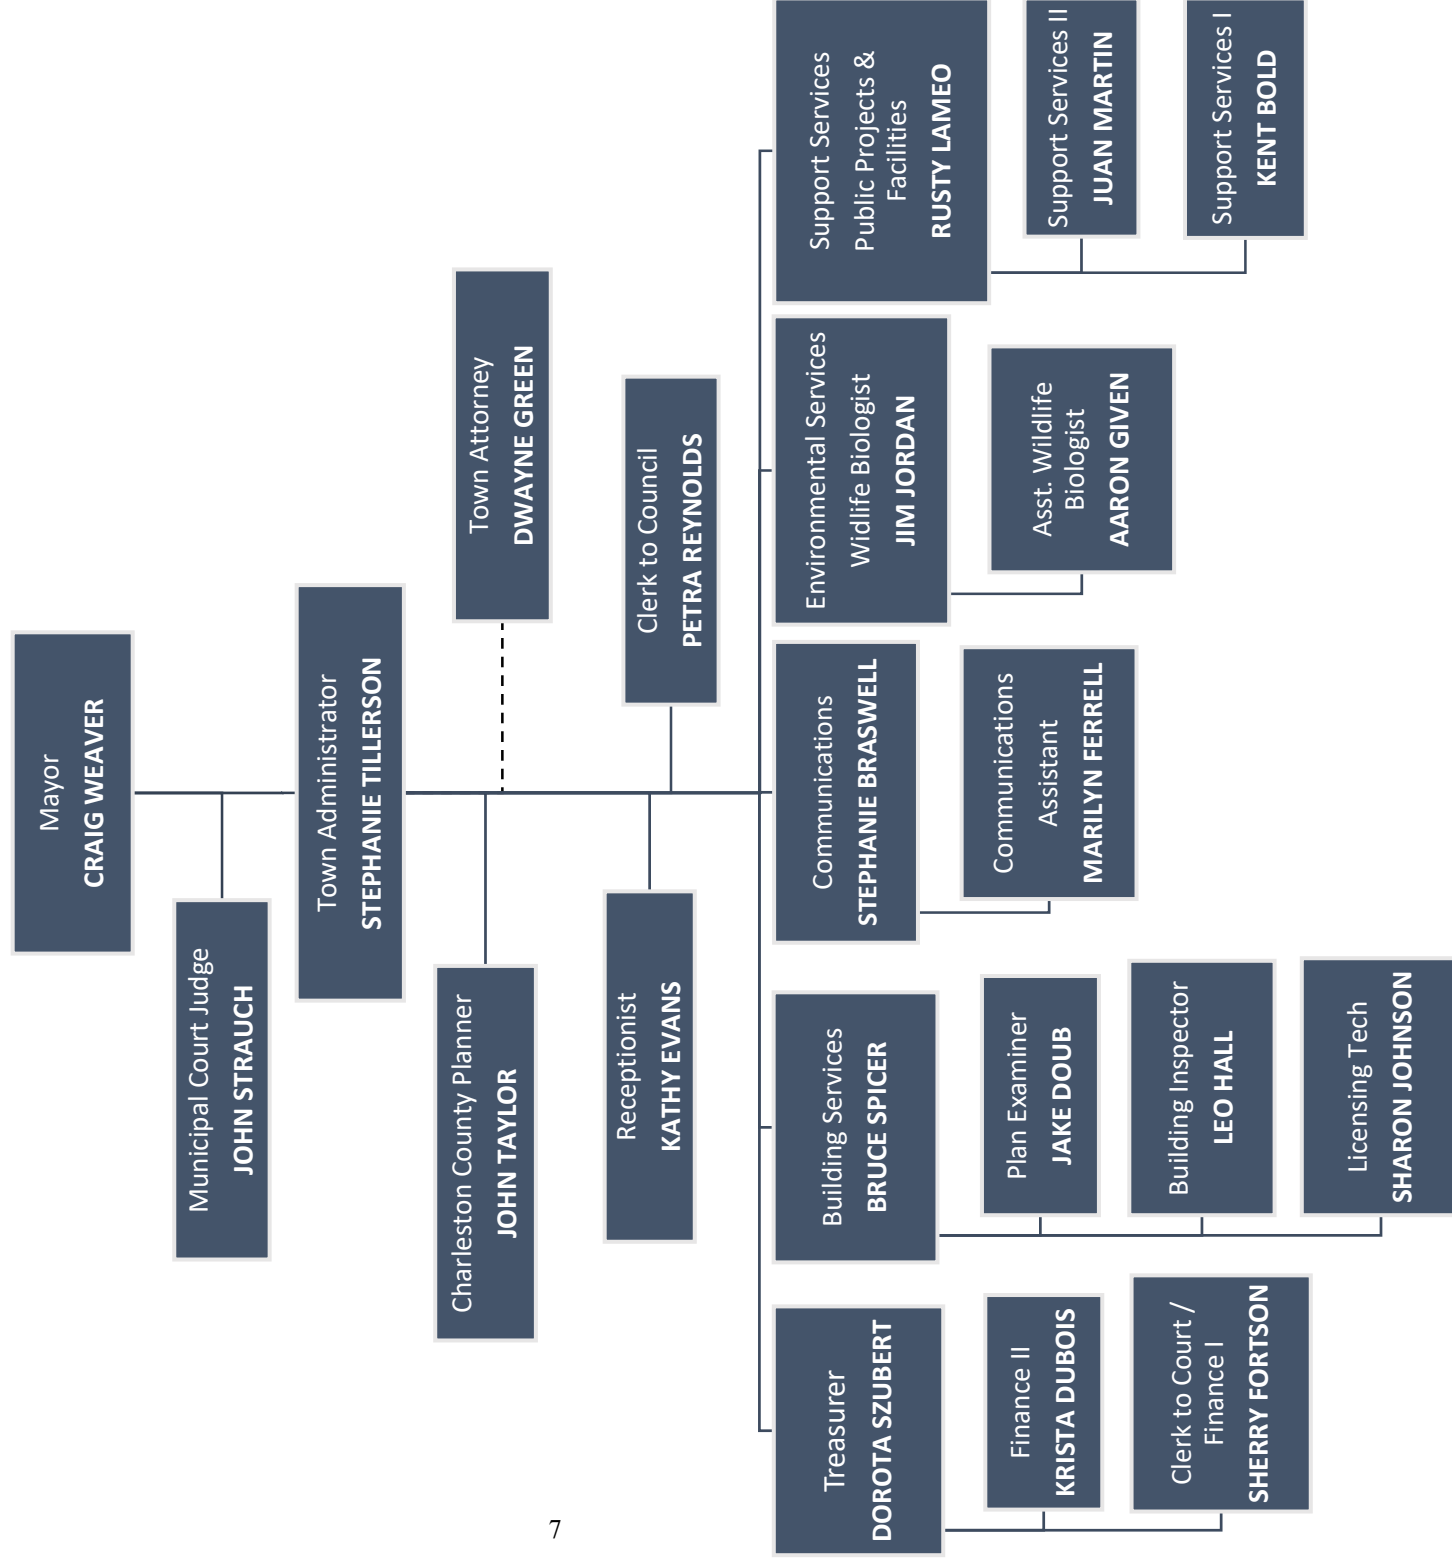 Mayor
CRAIG WEAVER
Municipal Court Judge
JOHN STRAUCH
Town Administrator
STEPHANIE TILLERSON
Town Attorney
DWAYNE GREEN
Charleston County Planner
JOHN TAYLOR
Clerk to Council
PETRA REYNOLDS
Receptionist
KATHY EVANS
Treasurer
DOROTA SZUBERT
Finance II
KRISTA DUBOIS
Clerk to Court /
Finance I
SHERRY FORTSON
Building Services
BRUCE SPICER
Plan Examiner
JAKE DOUB
Building Inspector
LEO HALL
Licensing Tech
SHARON JOHNSON
Communications
STEPHANIE BRASWELL
Communications
Assistant
MARILYN FERRELL
Environmental Services
Widlife Biologist
JIM JORDAN
Asst. Wildlife
Biologist
AARON GIVEN
Support Services
Public Projects &
Facilities
RUSTY LAMEO
Support Services II
JUAN MARTIN
Support Services I
KENT BOLD
7